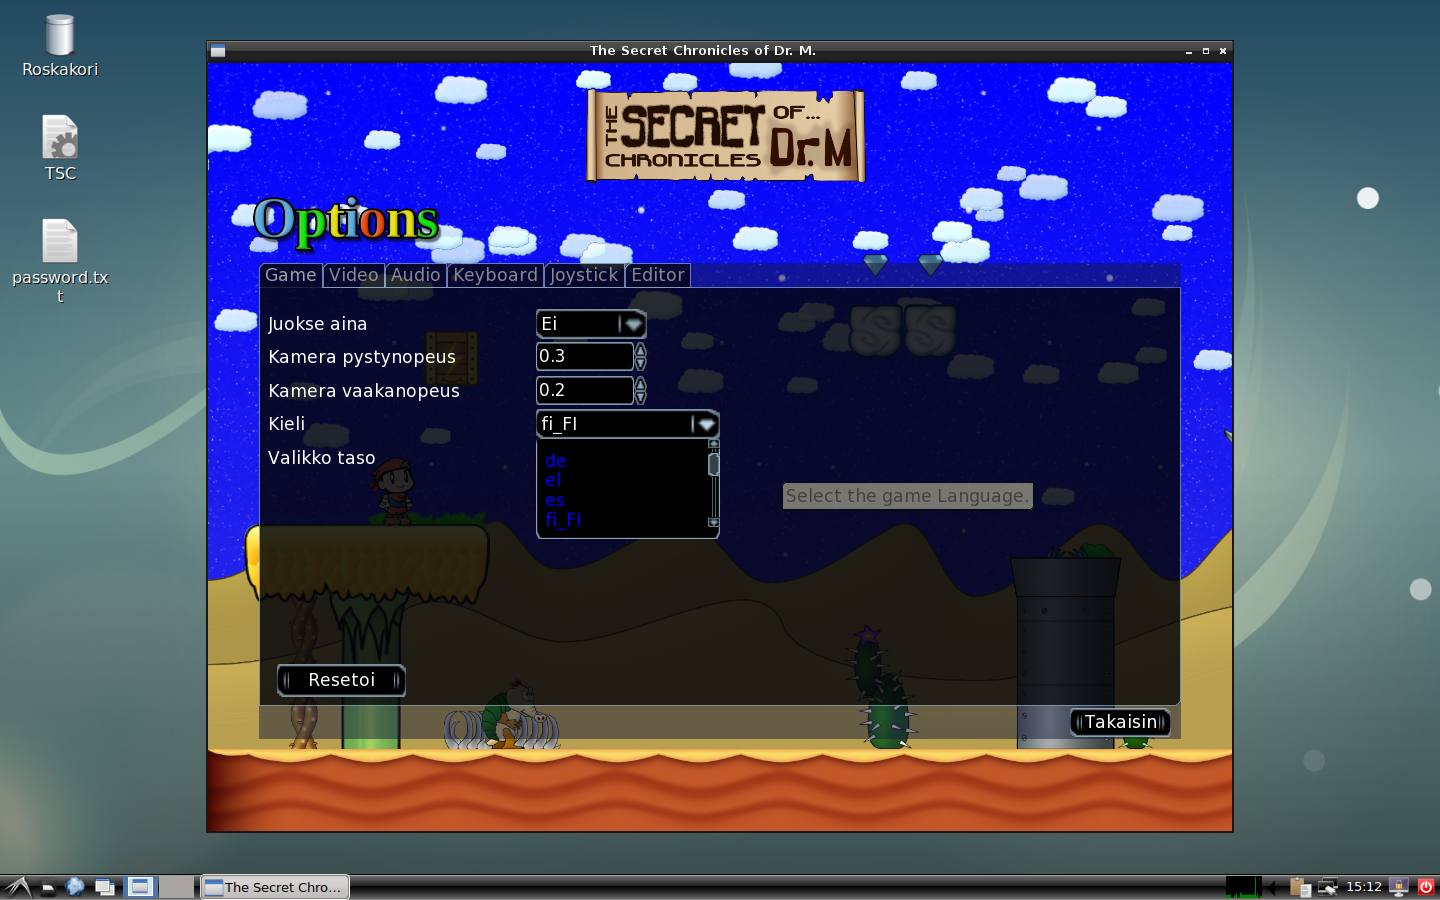 Roskakori
TSC
password.tx
t
The Secret Chronicles of Dr. M.
THE SECRET OF...
CHRONICLES Dr.M
Options
Game Video Audio Keyboard Joystick Editor
Juokse aina Ei
Kamera pystynopeus 0.3
Kamera vaakanopeus 0.2
Kieli fi_FI
Valikko taso
de
el
es
fi_FI
Select the game Language.
S S
Resetoi
Takaisin
The Secret Chro...
15:12